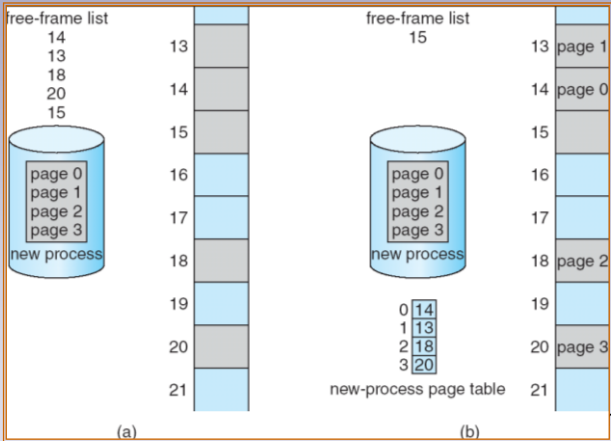 free-frame list
14
13
18
20
15
page 0
page 1
page 2
page 3
new process
13
14
15
16
17
18
19
20
21
(a)
free-frame list
15
page 0
page 1
page 2
page 3
new process
0 14
1 13
2 18
3 20
new-process page table
13 page 1
14 page 0
15
16
17
18 page 2
19
20 page 3
21
(b)